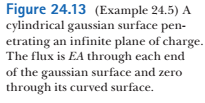 Figure 24.13 (Example 24.5) A
cylindrical gaussian surface pen-
etrating an infinite plane of charge.
The flux is EA through each end
of the gaussian surface and zero
through its curved surface.